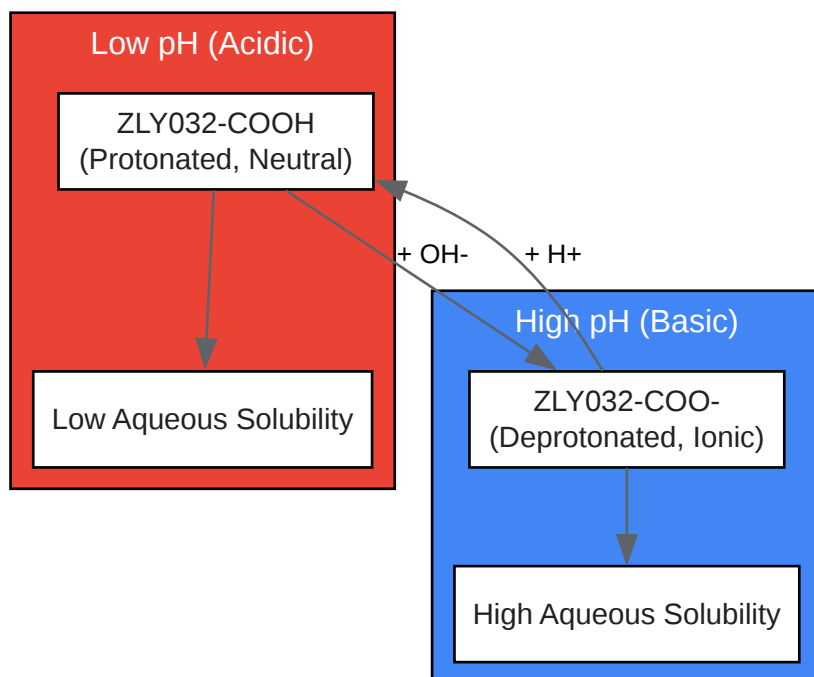 Low pH (Acidic)
ZLY032-COOH
(Protonated, Neutral)
+ OH-
+ H+
High pH (Basic)
Low Aqueous Solubility
ZLY032-COO-
(Deprotonated, Ionic)
High Aqueous Solubility